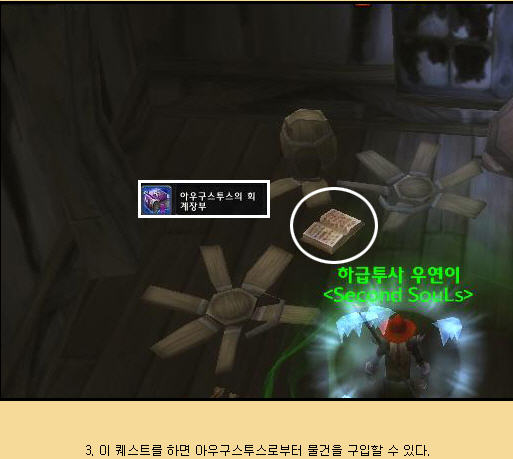 아우구스투스의 회
계장부
하급투사 우연이
<Second SouLs>
3. 이 퀘스트를 하면 아우구스투스로부터 물건을 구입할 수 있다.